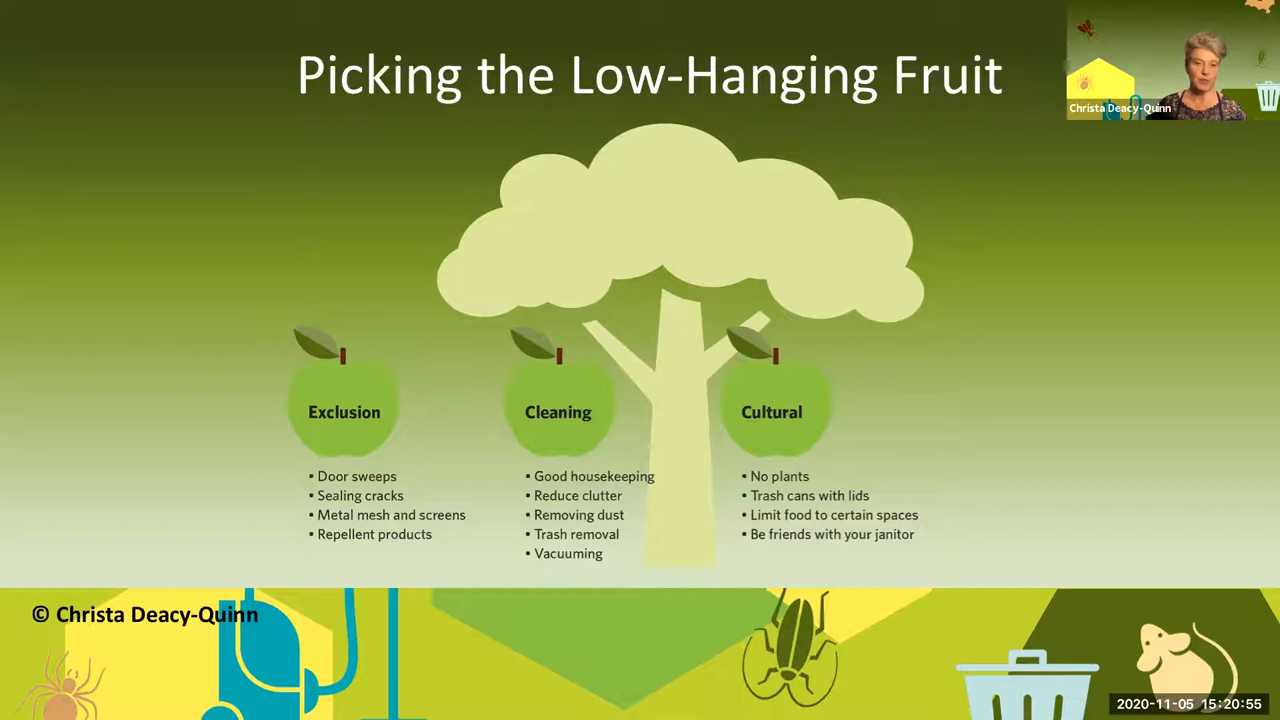 Picking the Low-Hanging Fruit
Christa Deacy-Quinn
Exclusion
• Door sweeps
• Sealing cracks
• Metal mesh and screens
• Repellent products
Cleaning
• Good housekeeping
• Reduce clutter
• Removing dust
• Trash removal
• Vacuuming
Cultural
• No plants
• Trash cans with lids
• Limit food to certain spaces
• Be friends with your janitor
© Christa Deacy-Quinn
2020-11-05 15:20:55